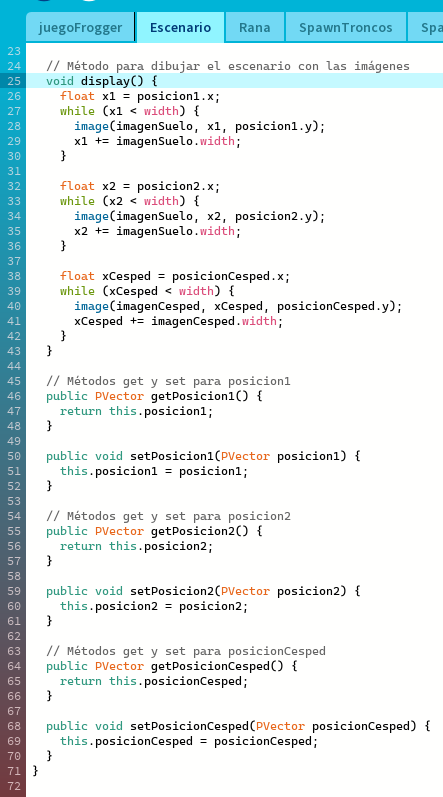 juegoFrogger Escenario Rana SpawnTroncos Spa
23
24 // Método para dibujar el escenario con las imágenes
25 void display() {
26 float x1 = posicion1.x;
27 while (x1 < width) {
28 image(imagenSuelo, x1, posicion1.y);
29 x1 += imagenSuelo.width;
30 }
31
32 float x2 = posicion2.x;
33 while (x2 < width) {
34 image(imagenSuelo, x2, posicion2.y);
35 x2 += imagenSuelo.width;
36 }
37
38 float xCesped = posicionCesped.x;
39 while (xCesped < width) {
40 image(imagenCesped, xCesped, posicionCesped.y);
41 xCesped += imagenCesped.width;
42 }
43 }
44
45 // Métodos get y set para posicion1
46 public PVector getPosicion1() {
47 return this.posicion1;
48 }
49
50 public void setPosicion1(PVector posicion1) {
51 this.posicion1 = posicion1;
52 }
53
54 // Métodos get y set para posicion2
55 public PVector getPosicion2() {
56 return this.posicion2;
57 }
58
59 public void setPosicion2(PVector posicion2) {
60 this.posicion2 = posicion2;
61 }
62
63 // Métodos get y set para posicionCesped
64 public PVector getPosicionCesped() {
65 return this.posicionCesped;
66 }
67
68 public void setPosicionCesped(PVector posicionCesped) {
69 this.posicionCesped = posicionCesped;
70 }
71 }
72